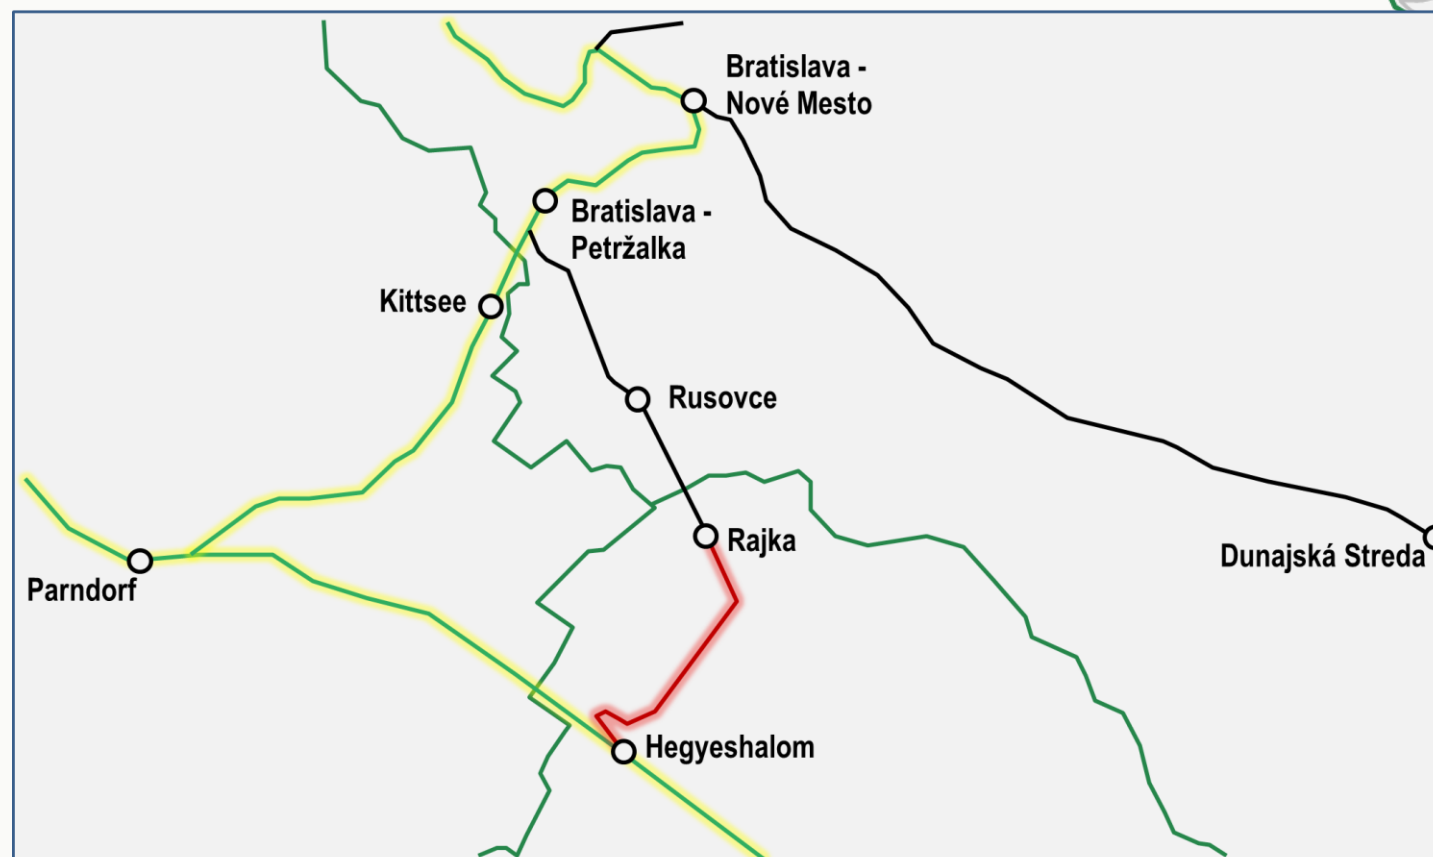 Bratislava -
Nové Mesto
Bratislava -
Petržalka
Kittsee
Rusovce
Rajka
Dunajská Streda
Parndorf
Hegyeshalom